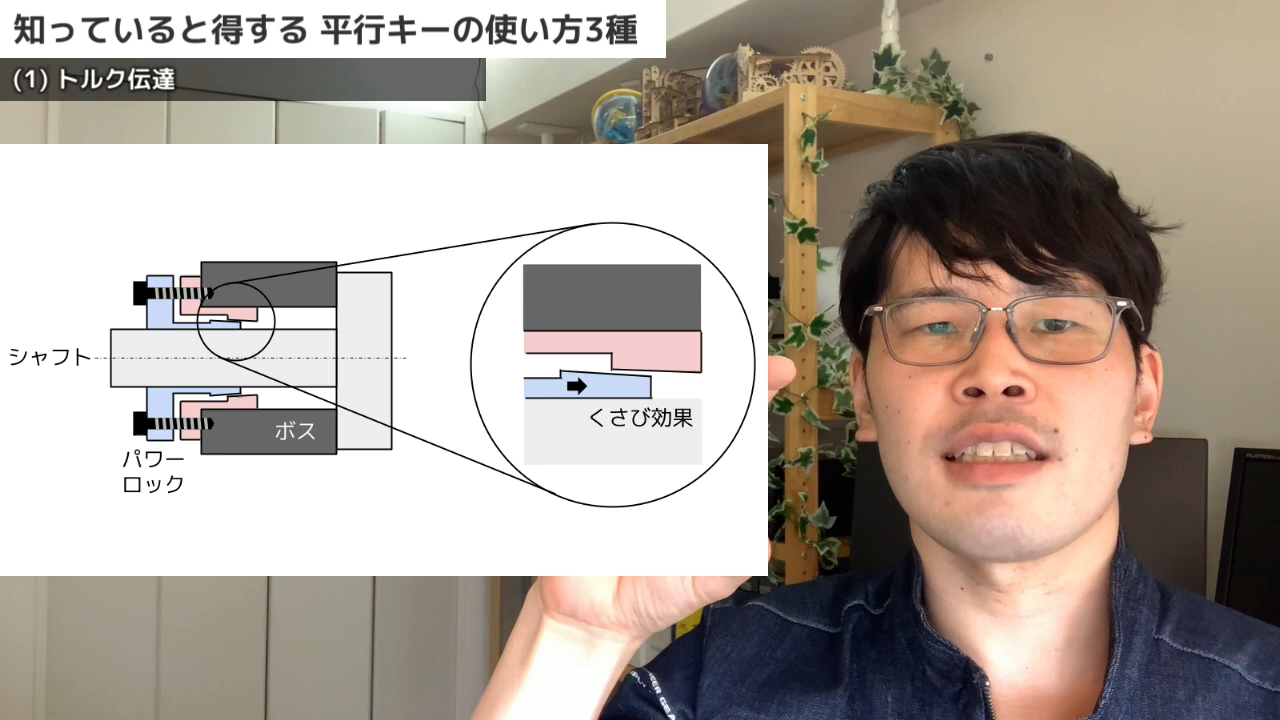 知っていると得する 平行キーの使い方3種
(1) トルク伝達
シャフト
ボス
パワー
ロック
くさび効果